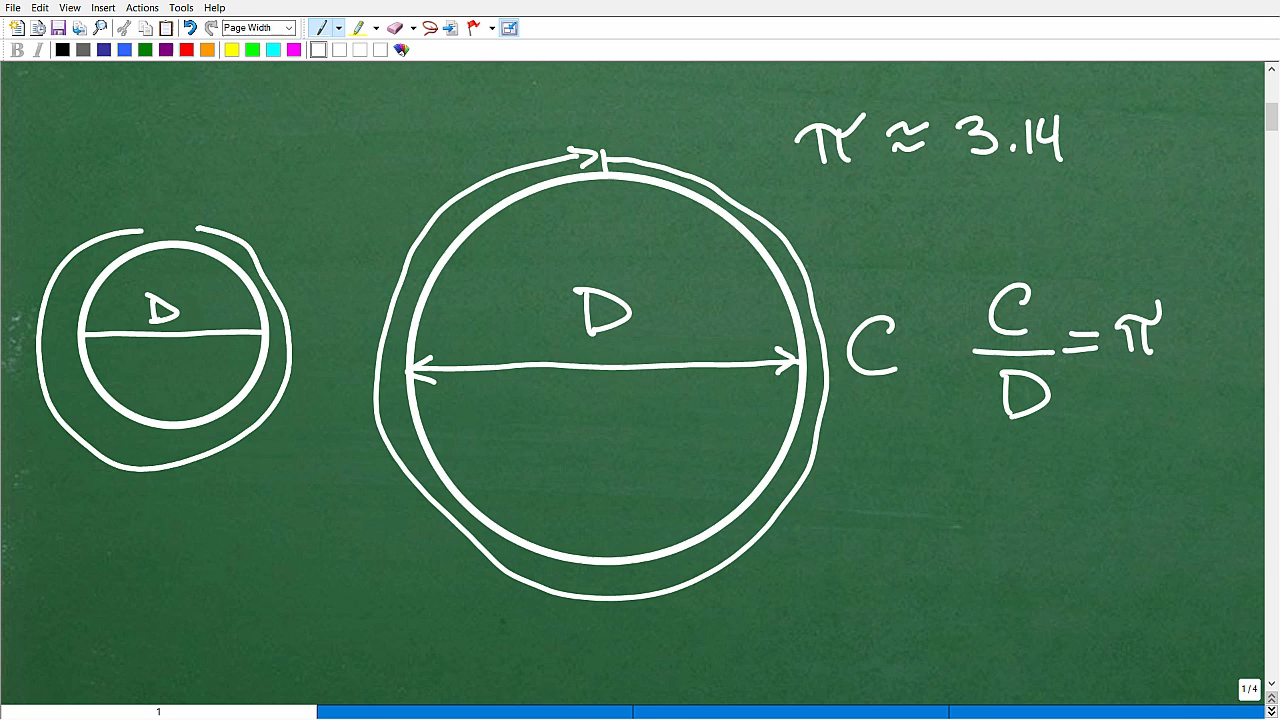 File Edit View Insert Actions Tools Help
Page Width
B I
π ≈ 3.14
D
D
C
C
D
= π
1/4
1